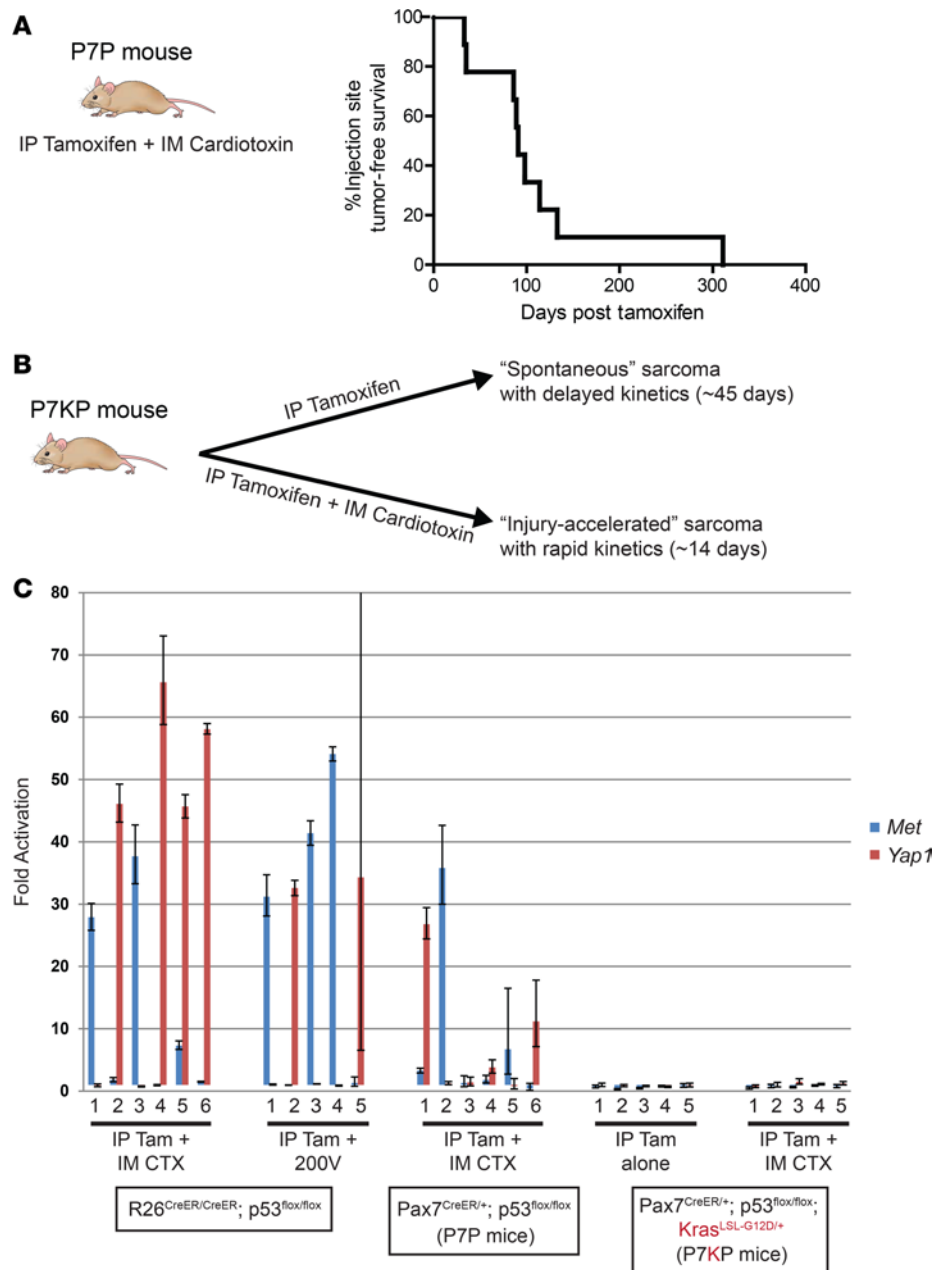 A
P7P mouse
IP Tamoxifen + IM Cardiotoxin
% Injection site
tumor-free survival
100
80
60
40
20
0
0 100 200 300 400
Days post tamoxifen
B
P7KP mouse
IP Tamoxifen
"Spontaneous" sarcoma
with delayed kinetics (~45 days)
IP Tamoxifen + IM Cardiotoxin
"Injury-accelerated" sarcoma
with rapid kinetics (~14 days)
C
Fold Activation
80
70
60
50
40
30
20
10
0
Met
Yap1
1 2 3 4 5 6 1 2 3 4 5 1 2 3 4 5 6 1 2 3 4 5 1 2 3 4 5
IP Tam +
IM CTX
IP Tam +
200V
IP Tam +
IM CTX
IP Tam
alone
IP Tam +
IM CTX
R26CreER/CreER; p53flox/flox
Pax7CreER/+; p53flox/flox
(P7P mice)
Pax7CreER/+; p53flox/flox;
KrasLSL-G12D/+
(P7KP mice)